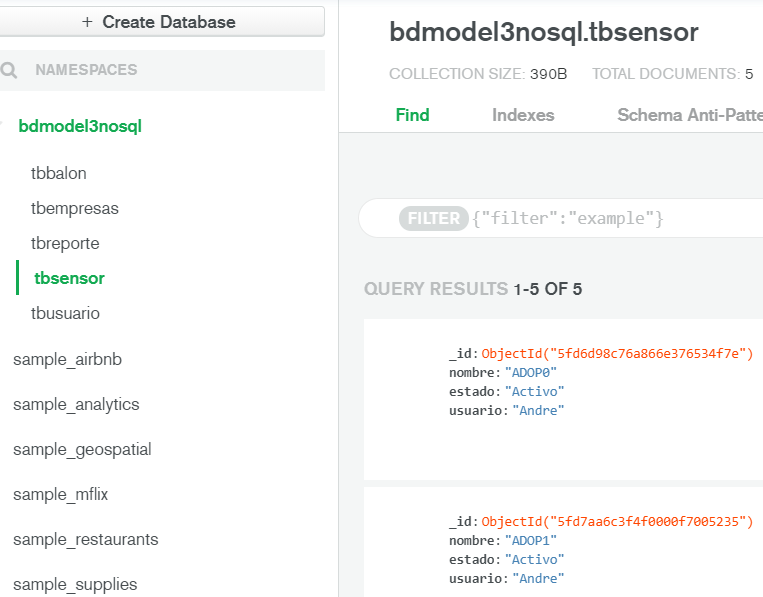 + Create Database
NAMESPACES
bdmodel3nosql
tbbalon
tbempresas
tbreporte
tbsensor
tbusuario
sample_airbnb
sample_analytics
sample_geospatial
sample_mflix
sample_restaurants
sample_supplies
bdmodel3nosql.tbsensor
COLLECTION SIZE: 390B TOTAL DOCUMENTS: 5
Find Indexes Schema Anti-Patte
FILTER {"filter":"example"}
QUERY RESULTS 1-5 OF 5
_id: ObjectId("5fd6d98c76a866e376534f7e")
nombre: "ADOP0"
estado: "Activo"
usuario: "Andre"
_id: ObjectId("5fd7aa6c3f4f0000f7005235")
nombre: "ADOP1"
estado: "Activo"
usuario: "Andre"